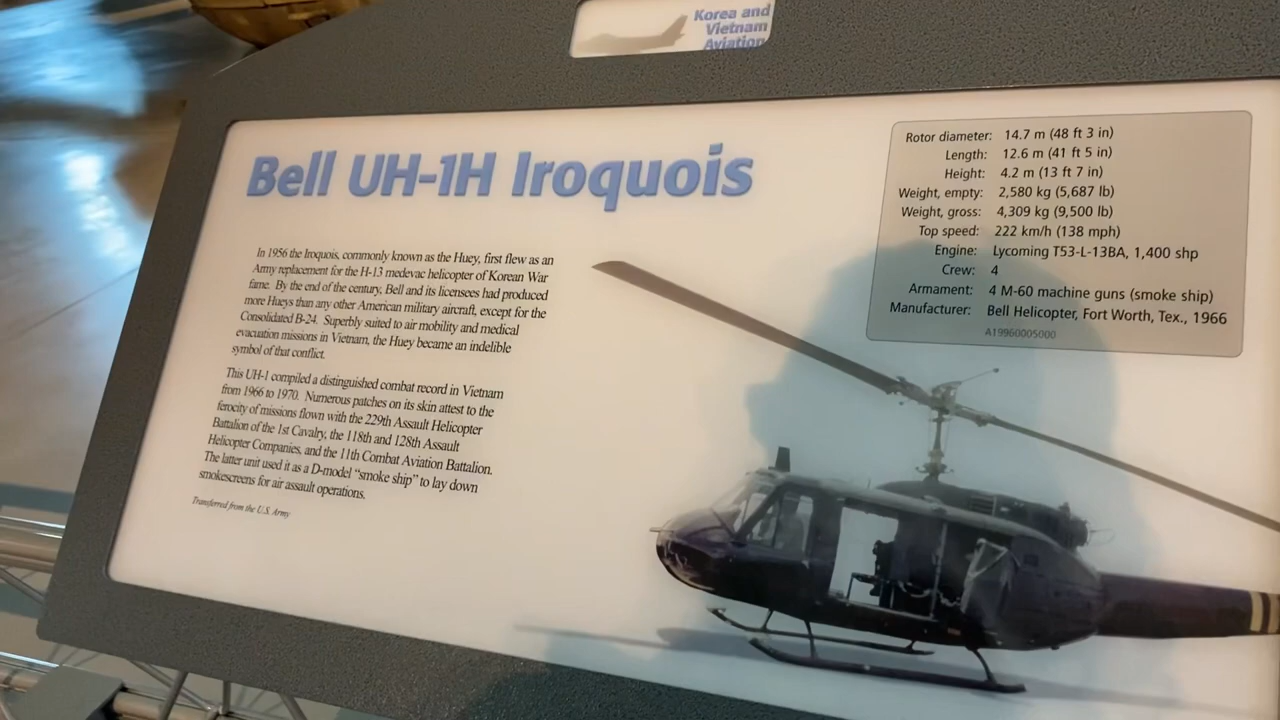 Korea and
Vietnam
Aviation
Bell UH-1H Iroquois
In 1956 the Iroquois, commonly known as the Huey, first flew as an
Army replacement for the H-13 medevac helicopter of Korean War
fame. By the end of the century, Bell and its licensees had produced
more Hueys than any other American military aircraft, except for the
Consolidated B-24. Superbly suited to air mobility and medical
evacuation missions in Vietnam, the Huey became an indelible
symbol of that conflict.
This UH-1 compiled a distinguished combat record in Vietnam
from 1966 to 1970. Numerous patches on its skin attest to the
ferocity of missions flown with the 229th Assault Helicopter
Battalion of the 1st Cavalry, the 118th and 128th Assault
Helicopter Companies, and the 11th Combat Aviation Battalion.
The latter unit used it as a D-model “smoke ship” to lay down
smokescreens for air assault operations.
Transferred from the U.S. Army
Rotor diameter: 14.7 m (48 ft 3 in)
Length: 12.6 m (41 ft 5 in)
Height: 4.2 m (13 ft 7 in)
Weight, empty: 2,580 kg (5,687 lb)
Weight, gross: 4,309 kg (9,500 lb)
Top speed: 222 km/h (138 mph)
Engine: Lycoming T53-L-13BA, 1,400 shp
Crew: 4
Armament: 4 M-60 machine guns (smoke ship)
Manufacturer: Bell Helicopter, Fort Worth, Tex., 1966
A19960005000